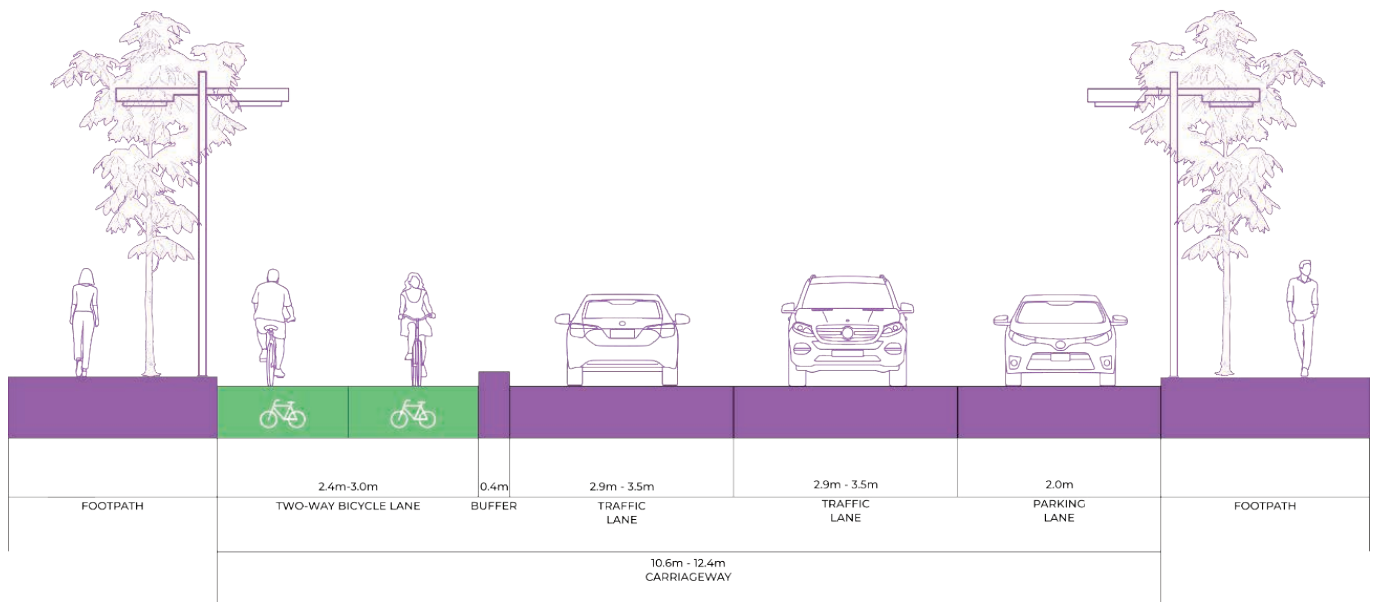 2.4m-3.0m
0.4m
2.9m - 3.5m
2.9m - 3.5m
2.0m
FOOTPATH
TWO-WAY BICYCLE LANE
BUFFER
TRAFFIC
LANE
TRAFFIC
LANE
PARKING
LANE
FOOTPATH
10.6m - 12.4m
CARRIAGEWAY